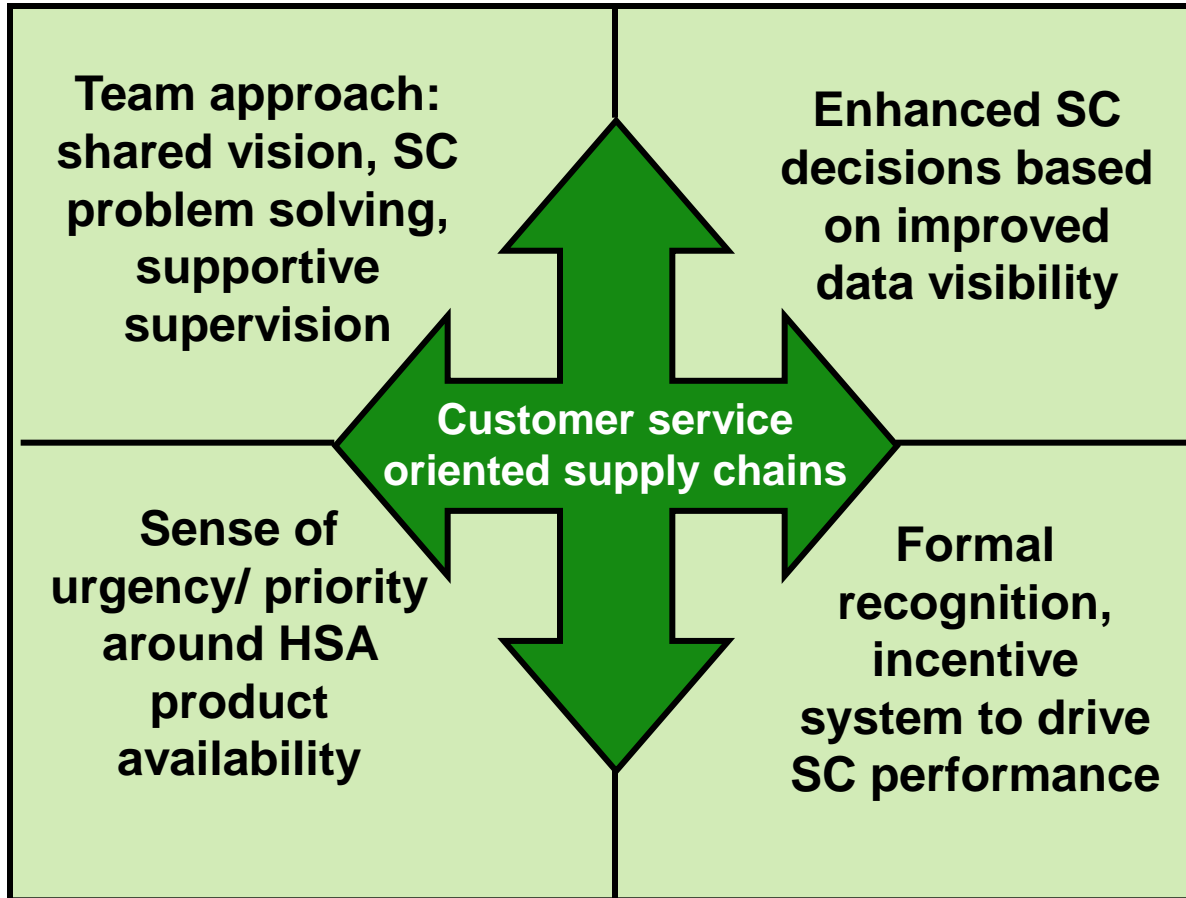 Team approach:
shared vision, SC
problem solving,
supportive
supervision
Enhanced SC
decisions based
on improved
data visibility
Customer service
oriented supply chains
Sense of
urgency/ priority
around HSA
product
availability
Formal
recognition,
incentive
system to drive
SC performance